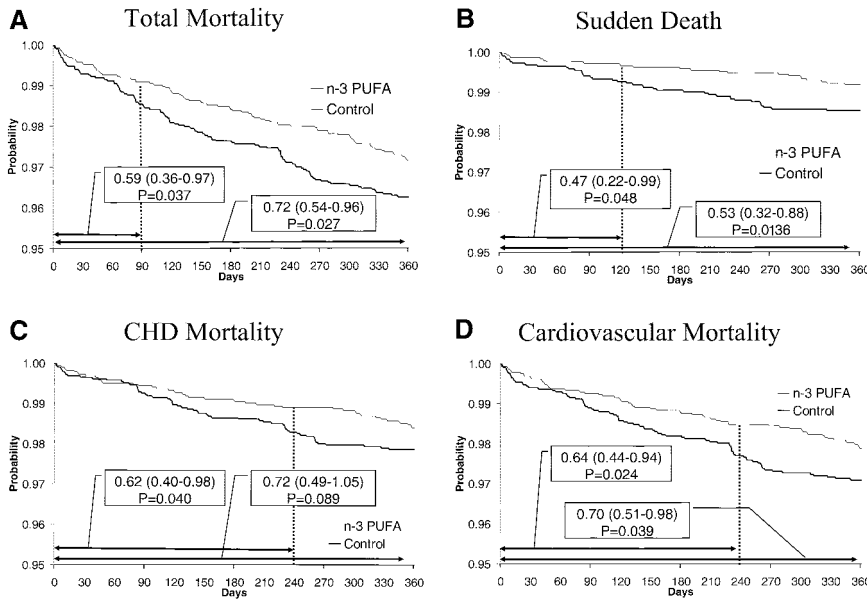 A
Total Mortality
1.00
0.99
0.98
0.97
0.96
0.95
Probability
n-3 PUFA
Control
0.59 (0.36-0.97)
P=0.037
0.72 (0.54-0.96)
P=0.027
0 30 60 90 120 150 180 210 240 270 300 330 360
Days
B
Sudden Death
1.00
0.99
0.98
0.97
0.96
0.95
Probability
n-3 PUFA
Control
0.47 (0.22-0.99)
P=0.048
0.53 (0.32-0.88)
P=0.0136
0 30 60 90 120 150 180 210 240 270 300 330 360
Days
C
CHD Mortality
1.00
0.99
0.98
0.97
0.96
0.95
Probability
0.62 (0.40-0.98)
P=0.040
0.72 (0.49-1.05)
P=0.089
n-3 PUFA
Control
0 30 60 90 120 150 180 210 240 270 300 330 360
Days
D
Cardiovascular Mortality
1.00
0.99
0.98
0.97
0.96
0.95
Probability
n-3 PUFA
Control
0.64 (0.44-0.94)
P=0.024
0.70 (0.51-0.98)
P=0.039
0 30 60 90 120 150 180 210 240 270 300 330 360
Days